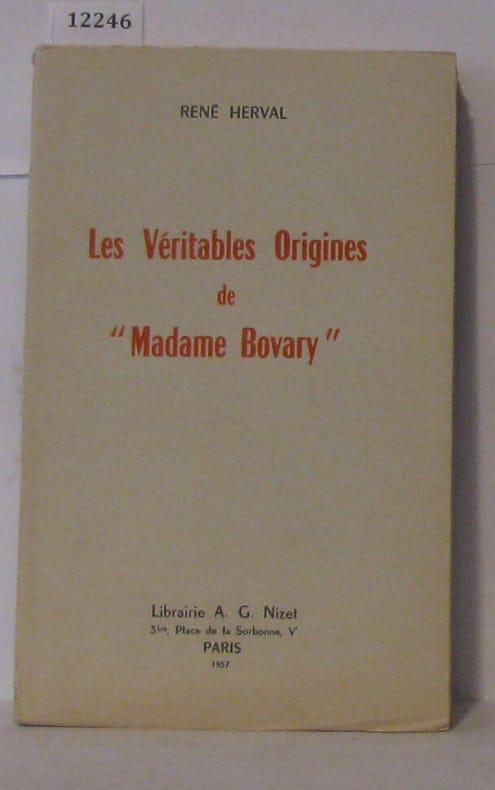 12246
RENÉ HERVAL
Les Véritables Origines
de
"Madame Bovary"
Librairie A. G. Nizet
3bis, Place de la Sorbonne, Ve
PARIS
1957